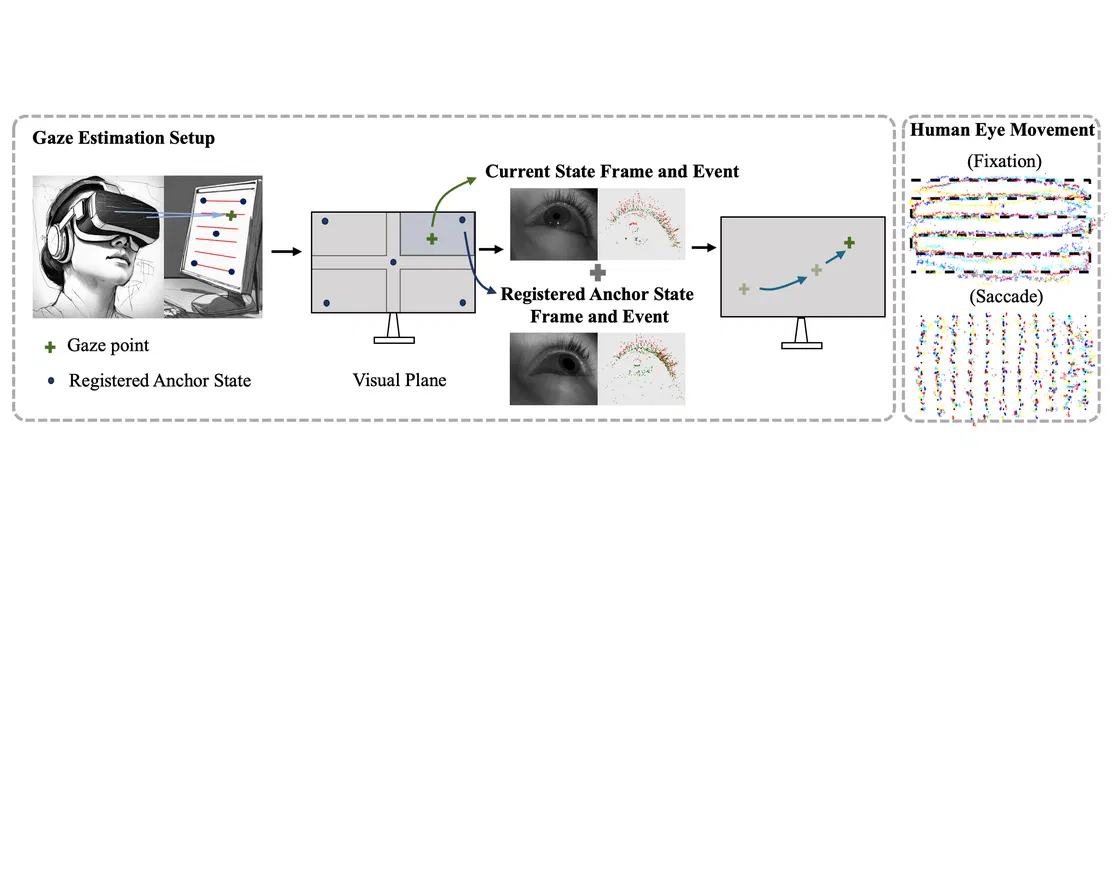 Gaze Estimation Setup
Gaze point
Registered Anchor State
Visual Plane
Current State Frame and Event
Registered Anchor State
Frame and Event
Human Eye Movement
(Fixation)
(Saccade)